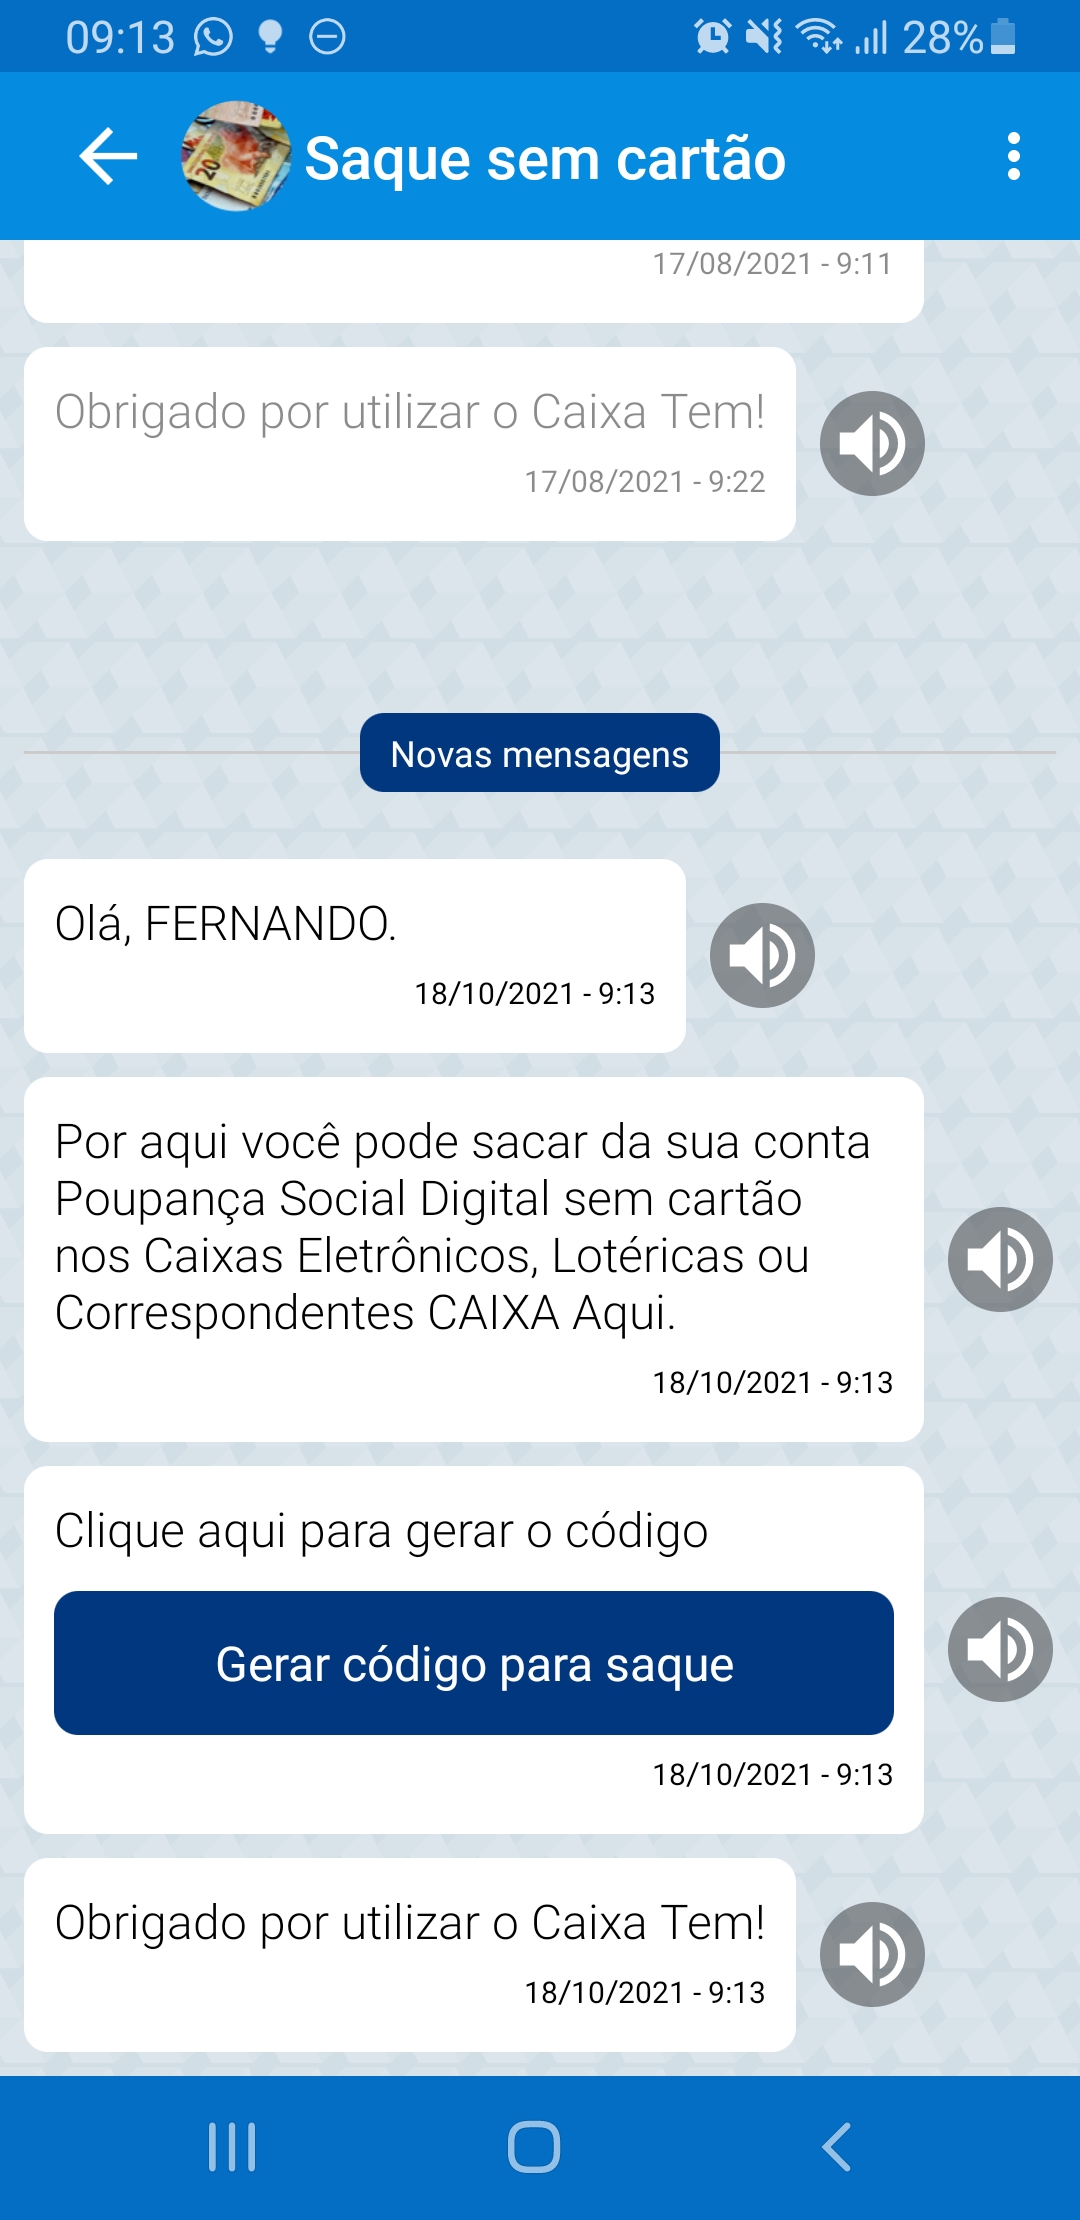 09:13 28%
Saque sem cartão
17/08/2021 - 9:11
Obrigado por utilizar o Caixa Tem!
17/08/2021 - 9:22
Novas mensagens
Olá, FERNANDO.
18/10/2021 - 9:13
Por aqui você pode sacar da sua conta
Poupança Social Digital sem cartão
nos Caixas Eletrônicos, Lotéricas ou
Correspondentes CAIXA Aqui.
18/10/2021 - 9:13
Clique aqui para gerar o código
Gerar código para saque
18/10/2021 - 9:13
Obrigado por utilizar o Caixa Tem!
18/10/2021 - 9:13